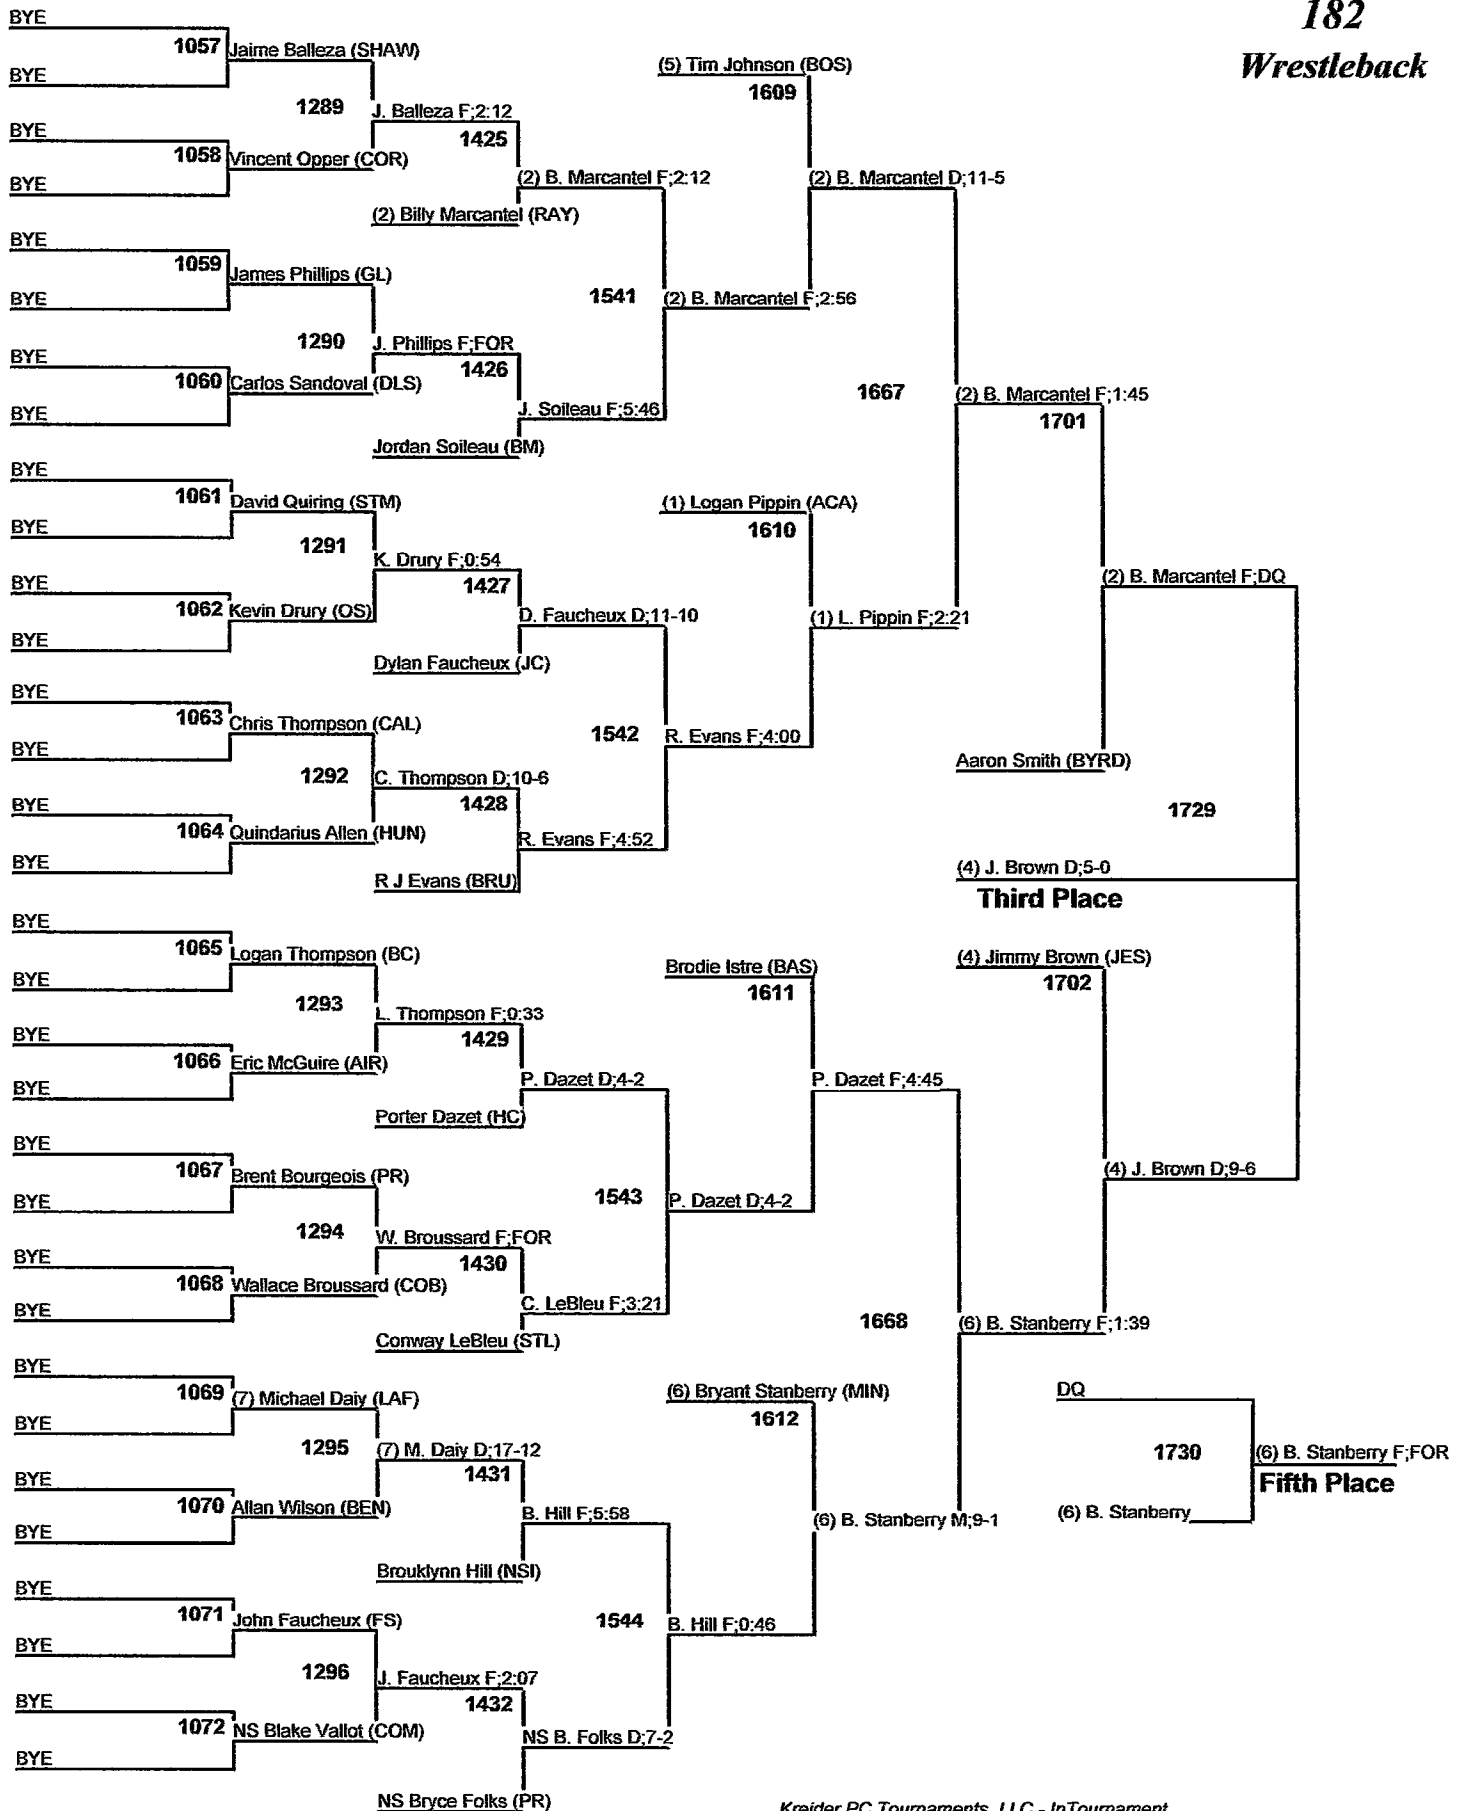 182
Wrestleback
BYE
1057
BYE
Jaime Balleza (SHAW)
1289
BYE
1058
BYE
Vincent Opper (COR)
J. Balleza F;2:12
1425
(2) Billy Marcantel (RAY)
(2) B. Marcantel F;2:12
BYE
1059
BYE
James Phillips (GL)
1290
BYE
1060
BYE
Carlos Sandoval (DLS)
J. Phillips F;FOR
1426
Jordan Soileau (BM)
J. Soileau F;5:46
1541
(2) B. Marcantel F;2:56
(5) Tim Johnson (BOS)
1609
(2) B. Marcantel D;11-5
BYE
1061
BYE
David Quiring (STM)
1291
BYE
1062
BYE
Kevin Drury (OS)
K. Drury F;0:54
1427
Dylan Faucheux (JC)
D. Faucheux D;11-10
BYE
1063
BYE
Chris Thompson (CAL)
1292
BYE
1064
BYE
Quindarius Allen (HUN)
C. Thompson D;10-6
1428
R J Evans (BRU)
R. Evans F;4:52
1542
R. Evans F;4:00
(1) Logan Pippin (ACA)
1610
(1) L. Pippin F;2:21
1667
(2) B. Marcantel F;1:45
1701
Aaron Smith (BYRD)
(2) B. Marcantel F;DQ
1729
(4) J. Brown D;5-0
Third Place
BYE
1065
BYE
Logan Thompson (BC)
1293
BYE
1066
BYE
Eric McGuire (AIR)
L. Thompson F;0:33
1429
Porter Dazet (HC)
P. Dazet D;4-2
BYE
1067
BYE
Brent Bourgeois (PR)
1294
BYE
1068
BYE
Wallace Broussard (COB)
W. Broussard F;FOR
1430
Conway LeBleu (STL)
C. LeBleu F;3:21
1543
P. Dazet D;4-2
Brodie Istre (BAS)
1611
P. Dazet F;4:45
BYE
1069
BYE
(7) Michael Daiy (LAF)
1295
BYE
1070
BYE
Allan Wilson (BEN)
(7) M. Daiy D;17-12
1431
Brouklynn Hill (NSI)
B. Hill F;5:58
BYE
1071
BYE
John Faucheux (FS)
1296
BYE
1072
BYE
NS Blake Vallot (COM)
J. Faucheux F;2:07
1432
NS Bryce Folks (PR)
NS B. Folks D;7-2
1544
B. Hill F;0:46
(6) Bryant Stanberry (MIN)
1612
(6) B. Stanberry M;9-1
1668
(6) B. Stanberry F;1:39
(4) Jimmy Brown (JES)
1702
(4) J. Brown D;9-6
DQ
1730
(6) B. Stanberry
(6) B. Stanberry F;FOR
Fifth Place
Kreider PC Tournaments, LLC - InTournament